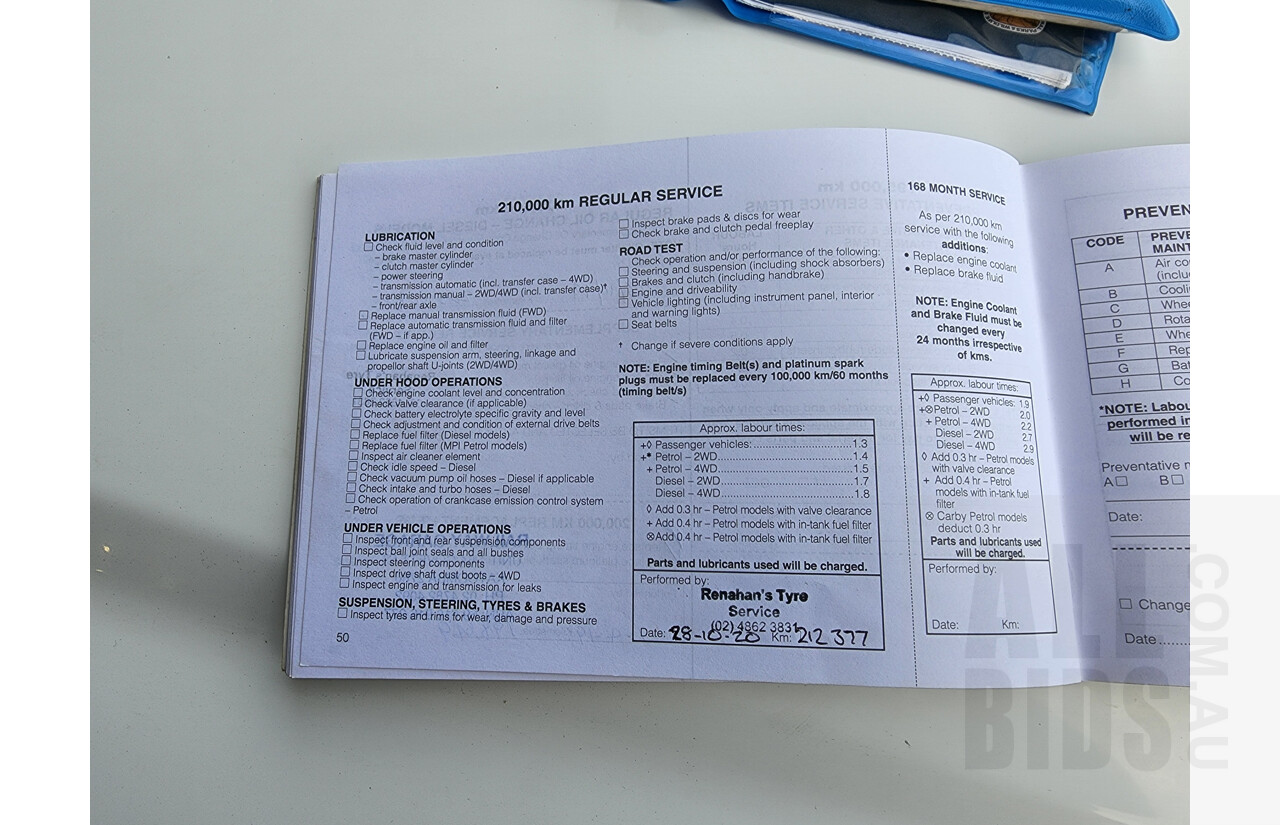 210,000 km REGULAR SERVICE
LUBRICATION
☐ Check fluid level and condition
– brake master cylinder
– clutch master cylinder
– power steering
– transmission automatic (incl. transfer case – 4WD)
– transmission manual – 2WD/4WD (incl. transfer case)†
– front/rear axle
☐ Replace manual transmission fluid (FWD)
☐ Replace automatic transmission fluid and filter
(FWD – if app.)
☐ Replace engine oil and filter
☐ Lubricate suspension arm, steering, linkage and
propellor shaft U-joints (2WD/4WD)
UNDER HOOD OPERATIONS
☐ Check engine coolant level and concentration
☐ Check valve clearance (if applicable)
☐ Check battery electrolyte specific gravity and level
☐ Check adjustment and condition of external drive belts
☐ Replace fuel filter (Diesel models)
☐ Replace fuel filter (MPI Petrol models)
☐ Inspect air cleaner element
☐ Check idle speed – Diesel
☐ Check vacuum pump oil hoses – Diesel if applicable
☐ Check intake and turbo hoses – Diesel
☐ Check operation of crankcase emission control system
– Petrol
UNDER VEHICLE OPERATIONS
☐ Inspect front and rear suspension components
☐ Inspect ball joint seals and all bushes
☐ Inspect steering components
☐ Inspect drive shaft dust boots – 4WD
☐ Inspect engine and transmission for leaks
SUSPENSION, STEERING, TYRES & BRAKES
☐ Inspect tyres and rims for wear, damage and pressure
50
☐ Inspect brake pads & discs for wear
☐ Check brake and clutch pedal freeplay
ROAD TEST
Check operation and/or performance of the following:
☐ Steering and suspension (including shock absorbers)
☐ Brakes and clutch (including handbrake)
☐ Engine and driveability
☐ Vehicle lighting (including instrument panel, interior
and warning lights)
☐ Seat belts
† Change if severe conditions apply
NOTE: Engine timing Belt(s) and platinum spark
plugs must be replaced every 100,000 km/60 months
(timing belt/s)
Approx. labour times:
+◊ Passenger vehicles: 1.3
+• Petrol – 2WD 1.4
+ Petrol – 4WD 1.5
Diesel – 2WD 1.7
Diesel – 4WD 1.8
◊ Add 0.3 hr – Petrol models with valve clearance
+ Add 0.4 hr – Petrol models with in-tank fuel filter
⊗ Add 0.4 hr – Petrol models with in-tank fuel filter
Parts and lubricants used will be charged.
Performed by:
Renahan's Tyre
Service
(02) 4862 3831
Date: 28-10-20 Km: 212 377
168 MONTH SERVICE
As per 210,000 km
service with the following
additions:
• Replace engine coolant
• Replace brake fluid
NOTE: Engine Coolant
and Brake Fluid must be
changed every
24 months irrespective
of kms.
Approx. labour times:
+◊ Passenger vehicles: 1.9
+⊗ Petrol – 2WD 2.0
+ Petrol – 4WD 2.2
Diesel – 2WD 2.7
Diesel – 4WD 2.9
◊ Add 0.3 hr – Petrol models
with valve clearance
+ Add 0.4 hr – Petrol
models with in-tank fuel
filter
⊗ Carby Petrol models
deduct 0.3 hr
Parts and lubricants used
will be charged.
Performed by:
Date: Km:
PREVEN
CODE PREVE
MAINT
A Air co
(inclu
B Cooli
C Whe
D Rota
E Whe
F Rep
G Bat
H Co
*NOTE: Labou
performed in
will be re
Preventative m
A☐ B☐
Date:
☐ Change
Date
ALL
BIDS
.COM.AU